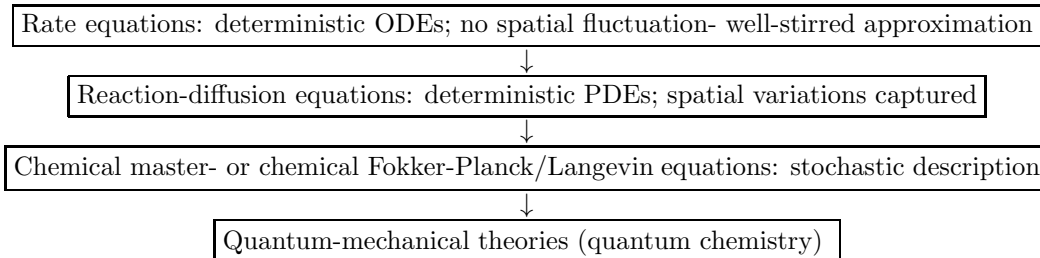 Rate equations: deterministic ODEs; no spatial fluctuation- well-stirred approximation
↓
Reaction-diffusion equations: deterministic PDEs; spatial variations captured
↓
Chemical master- or chemical Fokker-Planck/Langevin equations: stochastic description
↓
Quantum-mechanical theories (quantum chemistry)